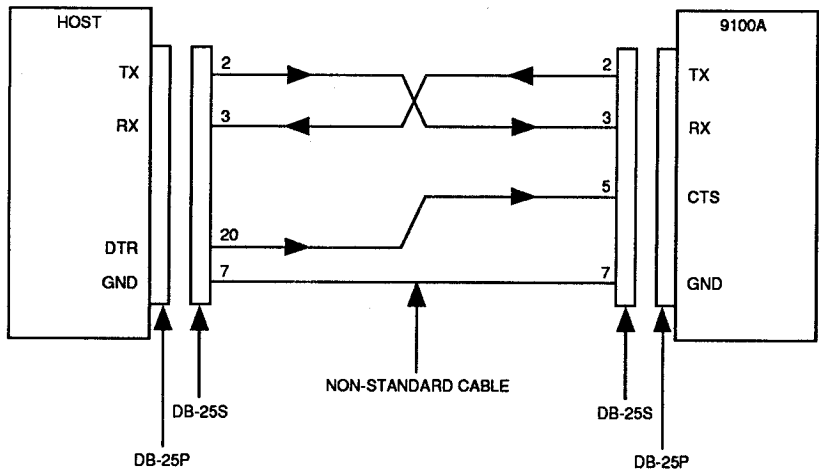 HOST
9100A
TX 2 2 TX
RX 3 3 RX
5 CTS
DTR 20
GND 7 7 GND
NON-STANDARD CABLE
DB-25S DB-25S
DB-25P DB-25P